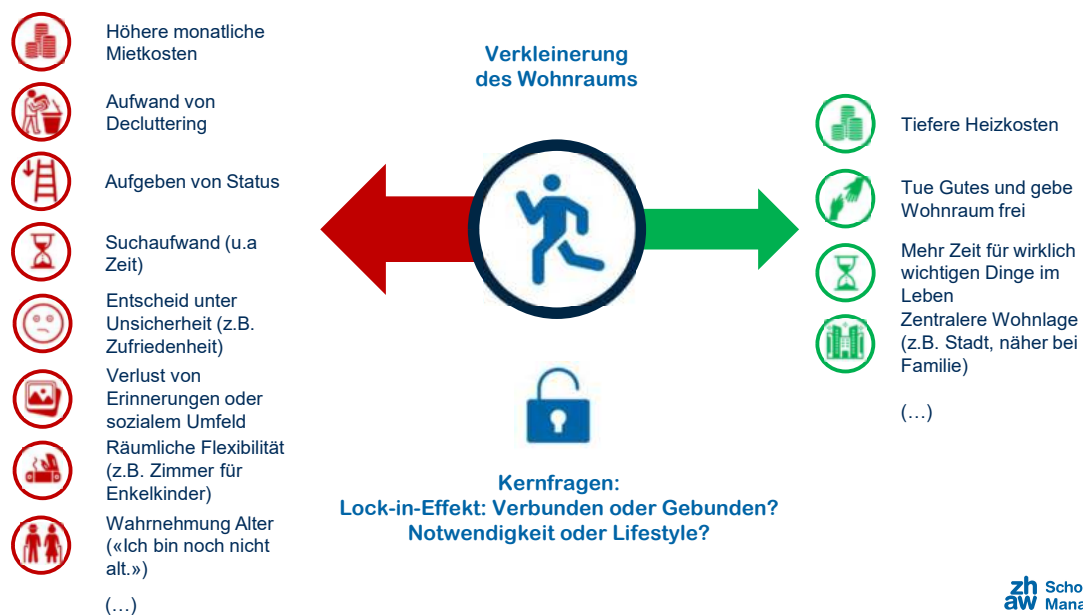 Höhere monatliche
Mietkosten
Aufwand von
Decluttering
Aufgeben von Status
Suchaufwand (u.a
Zeit)
Entscheid unter
Unsicherheit (z.B.
Zufriedenheit)
Verlust von
Erinnerungen oder
sozialem Umfeld
Räumliche Flexibilität
(z.B. Zimmer für
Enkelkinder)
Wahrnehmung Alter
(«Ich bin noch nicht
alt.»)
(…)
Verkleinerung
des Wohnraums
Kernfragen:
Lock-in-Effekt: Verbunden oder Gebunden?
Notwendigkeit oder Lifestyle?
Tiefere Heizkosten
Tue Gutes und gebe
Wohnraum frei
Mehr Zeit für wirklich
wichtigen Dinge im
Leben
Zentralere Wohnlage
(z.B. Stadt, näher bei
Familie)
(…)
zh Scho
aw Mana